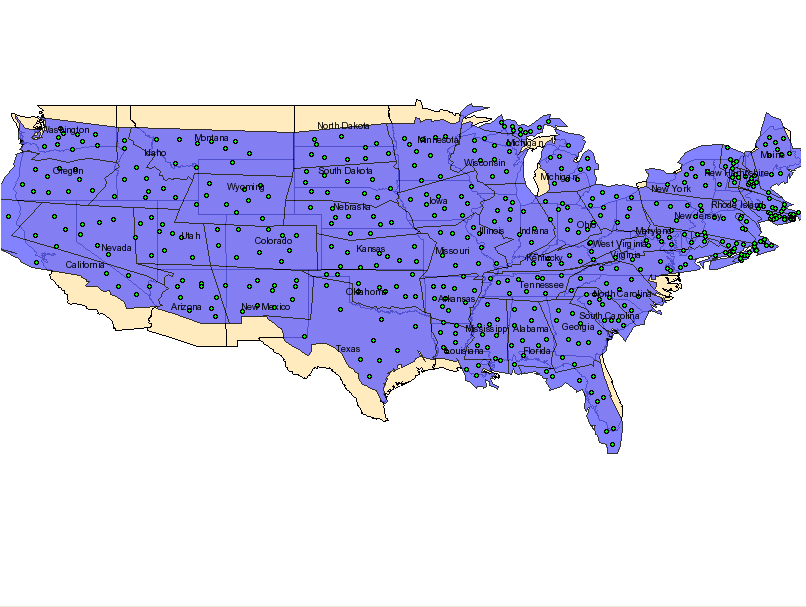 North Dakota
Washington
Montana
Minnesota
Michigan
Idaho
Maine
Wisconsin
Oregon
South Dakota
Michigan
New Hampshire
Wyoming
New York
Nebraska
Iowa
Rhode Island
New Jersey
Utah
Colorado
Illinois
Indiana
Ohio
Maryland
Nevada
Kansas
Missouri
West Virginia
Kentucky
Virginia
California
Tennessee
Oklahoma
Arkansas
North Carolina
Arizona
New Mexico
South Carolina
Mississippi
Alabama
Georgia
Texas
Louisiana
Florida